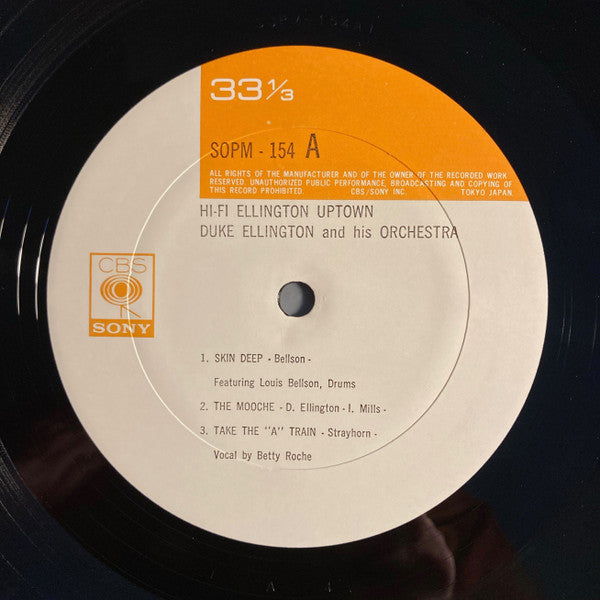 33 1/3
SOPM - 154 A
ALL RIGHTS OF THE MANUFACTURER AND OF THE OWNER OF THE RECORDED WORK
RESERVED. UNAUTHORIZED PUBLIC PERFORMANCE, BROADCASTING AND COPYING OF
THIS RECORD PROHIBITED. CBS/SONY INC. TOKYO JAPAN.
HI-FI ELLINGTON UPTOWN
DUKE ELLINGTON and his ORCHESTRA
CBS
SONY
1. SKIN DEEP - Bellson -
Featuring Louis Bellson, Drums
2. THE MOOCHE - D. Ellington - I. Mills -
3. TAKE THE "A" TRAIN - Strayhorn -
Vocal by Betty Roche